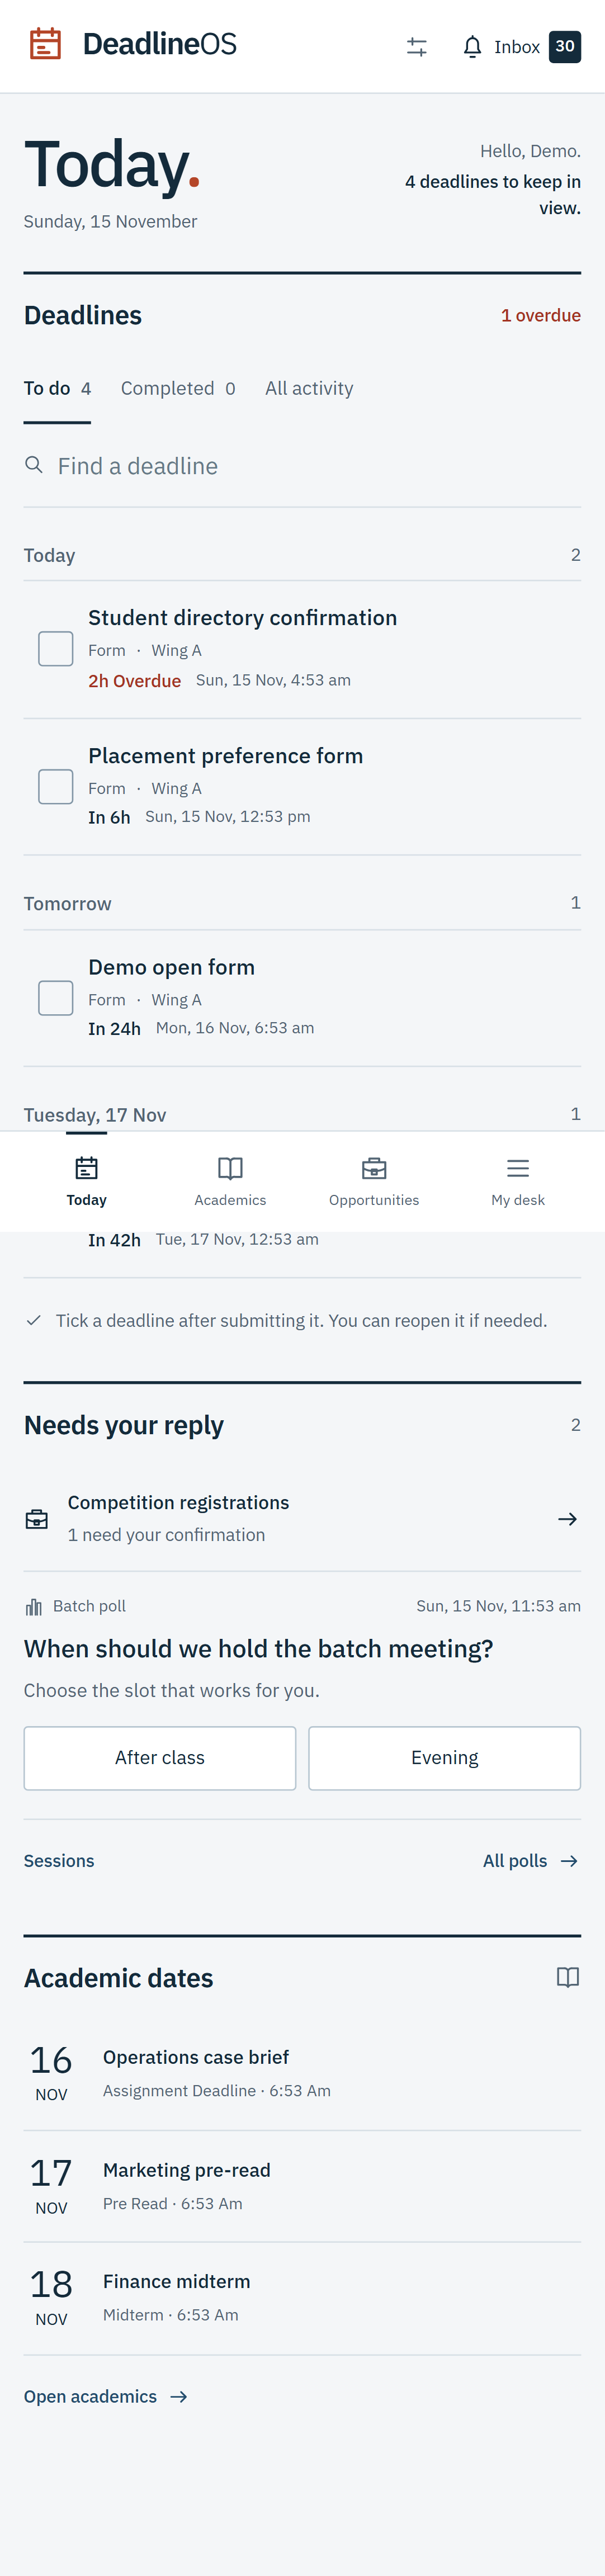 DeadlineOS
Inbox 30
Today.
Sunday, 15 November
Hello, Demo.
4 deadlines to keep in
view.
Deadlines
1 overdue
To do 4 Completed 0 All activity
Find a deadline
Today 2
Student directory confirmation
Form · Wing A
2h Overdue Sun, 15 Nov, 4:53 am
Placement preference form
Form · Wing A
In 6h Sun, 15 Nov, 12:53 pm
Tomorrow 1
Demo open form
Form · Wing A
In 24h Mon, 16 Nov, 6:53 am
Tuesday, 17 Nov 1
Today Academics Opportunities My desk
In 42h Tue, 17 Nov, 12:53 am
Tick a deadline after submitting it. You can reopen it if needed.
Needs your reply 2
Competition registrations
1 need your confirmation
Batch poll Sun, 15 Nov, 11:53 am
When should we hold the batch meeting?
Choose the slot that works for you.
After class Evening
Sessions All polls
Academic dates
16 NOV
Operations case brief
Assignment Deadline · 6:53 Am
17 NOV
Marketing pre-read
Pre Read · 6:53 Am
18 NOV
Finance midterm
Midterm · 6:53 Am
Open academics